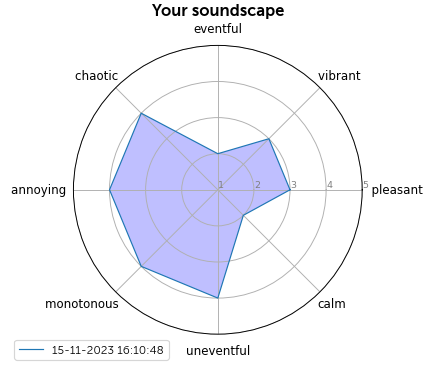 Your soundscape
eventful
chaotic
vibrant
annoying
1 2 3 4 5
pleasant
monotonous
calm
uneventful
15-11-2023 16:10:48